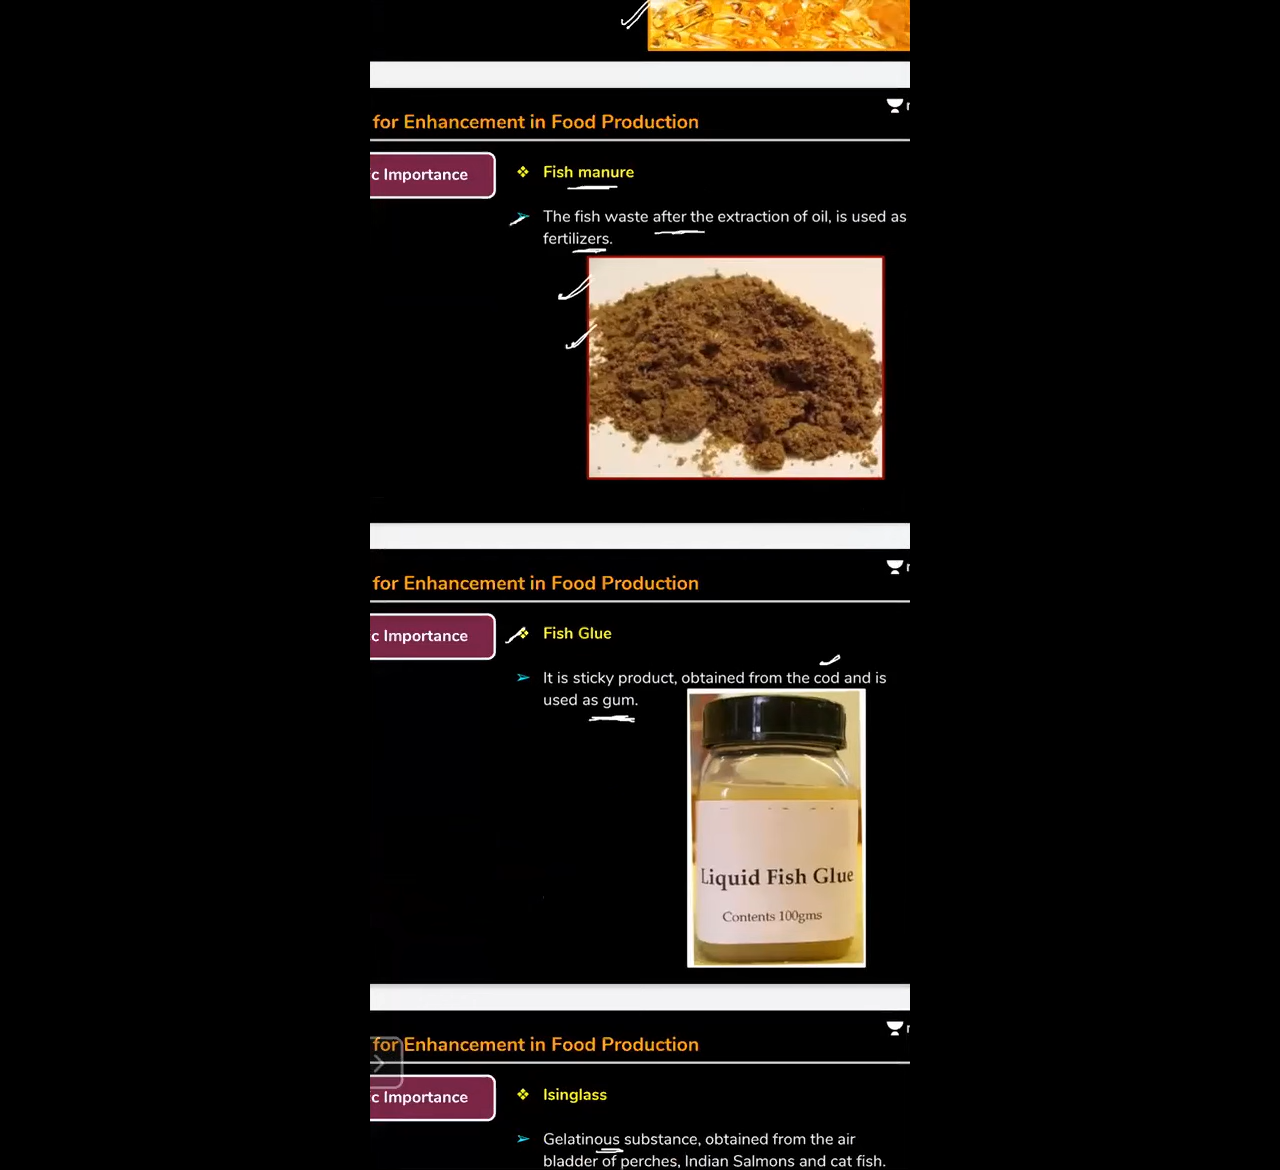 for Enhancement in Food Production
c Importance
❖ Fish manure
➢ The fish waste after the extraction of oil, is used as
fertilizers.
for Enhancement in Food Production
c Importance
❖ Fish Glue
➢ It is sticky product, obtained from the cod and is
used as gum.
Liquid Fish Glue
Contents 100gms
for Enhancement in Food Production
c Importance
❖ Isinglass
➢ Gelatinous substance, obtained from the air
bladder of perches, Indian Salmons and cat fish.